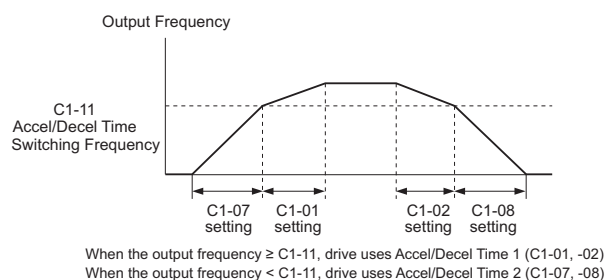 Output Frequency
C1-11
Accel/Decel Time
Switching Frequency
C1-07
setting
C1-01
setting
C1-02
setting
C1-08
setting
When the output frequency ≥ C1-11, drive uses Accel/Decel Time 1 (C1-01, -02)
When the output frequency < C1-11, drive uses Accel/Decel Time 2 (C1-07, -08)